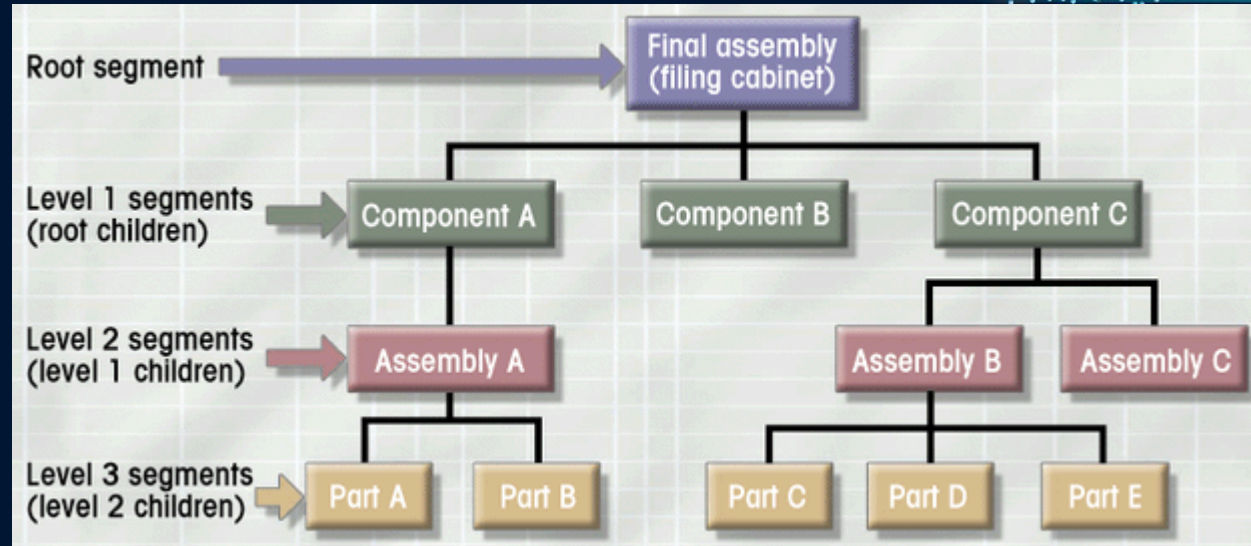 Root segment
Final assembly
(filing cabinet)
Level 1 segments
(root children)
Component A
Component B
Component C
Level 2 segments
(level 1 children)
Assembly A
Assembly B
Assembly C
Level 3 segments
(level 2 children)
Part A
Part B
Part C
Part D
Part E